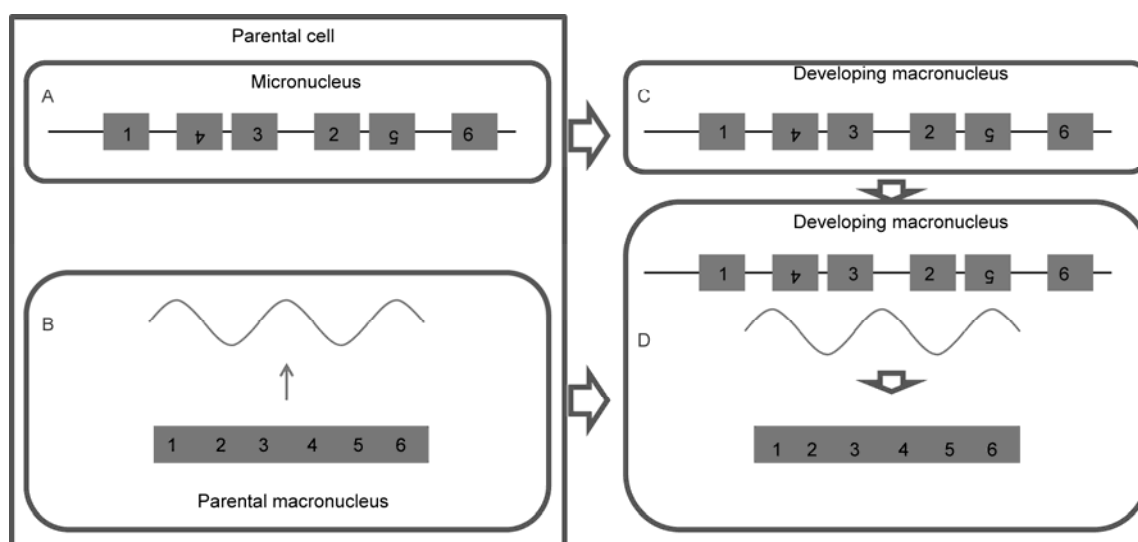 Parental cell
Micronucleus
A
1 4 3 2 5 6
B
1 2 3 4 5 6
Parental macronucleus
Developing macronucleus
C
1 4 3 2 5 6
Developing macronucleus
1 4 3 2 5 6
D
1 2 3 4 5 6